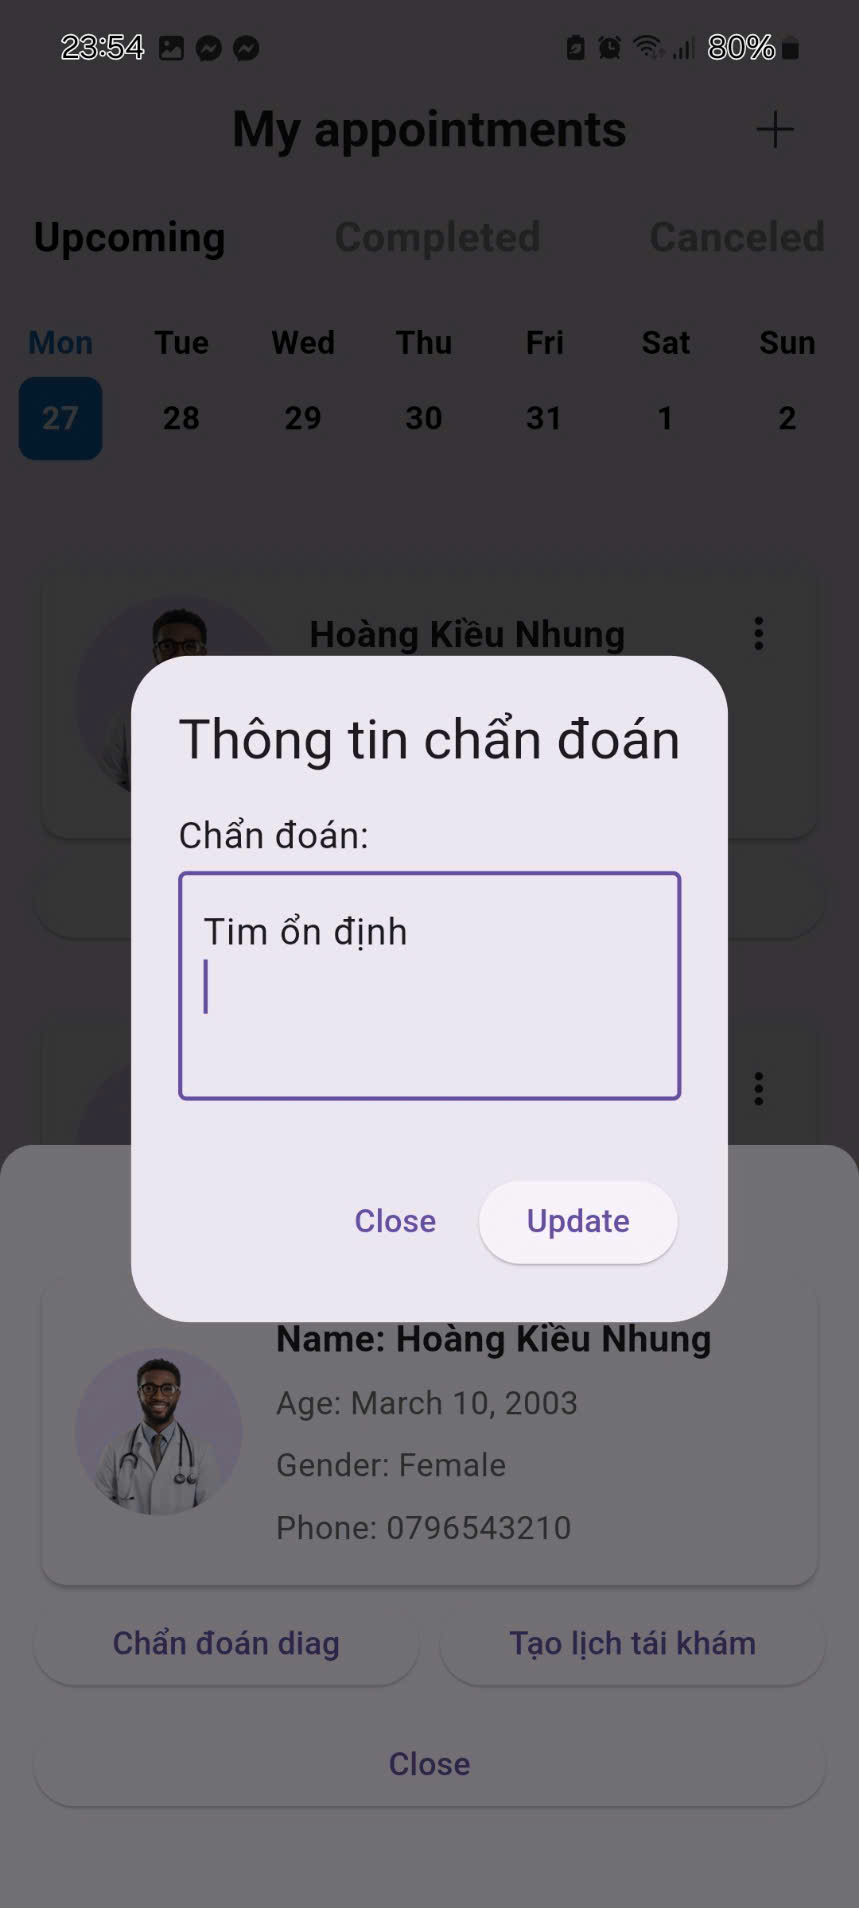 23:54 80%
My appointments
Upcoming Completed Canceled
Mon Tue Wed Thu Fri Sat Sun
27 28 29 30 31 1 2
Hoàng Kiều Nhung
Thông tin chẩn đoán
Chẩn đoán:
Tim ổn định
Close Update
Name: Hoàng Kiều Nhung
Age: March 10, 2003
Gender: Female
Phone: 0796543210
Chẩn đoán diag Tạo lịch tái khám
Close